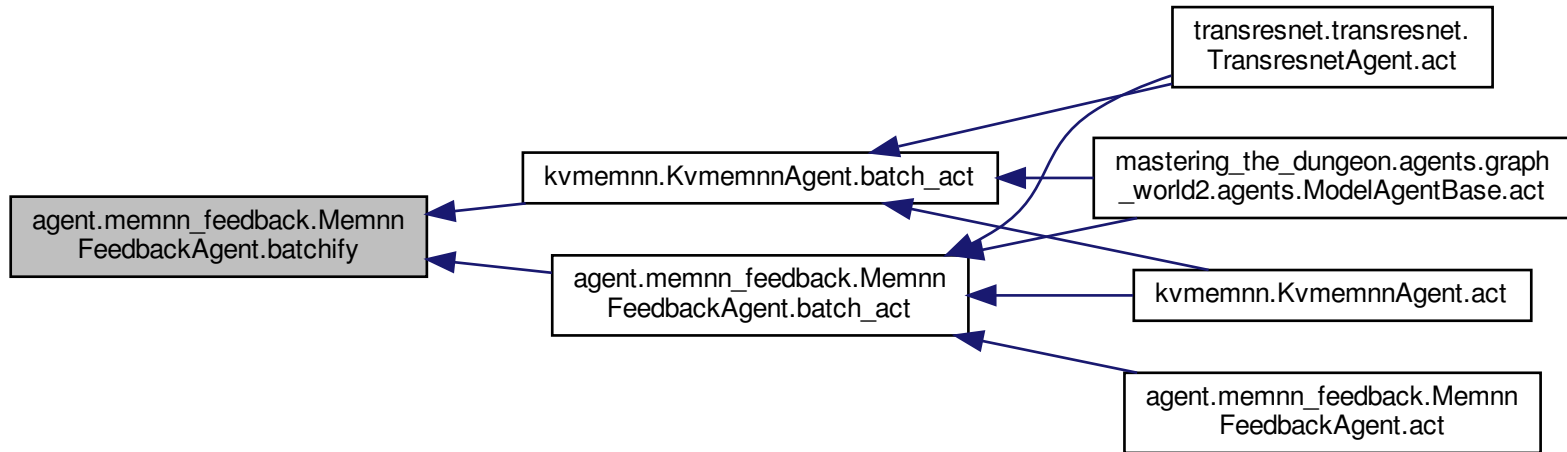 agent.memnn_feedback.Memnn
FeedbackAgent.batchify
kvmemnn.KvmemnnAgent.batch_act
agent.memnn_feedback.Memnn
FeedbackAgent.batch_act
transresnet.transresnet.
TransresnetAgent.act
mastering_the_dungeon.agents.graph
_world2.agents.ModelAgentBase.act
kvmemnn.KvmemnnAgent.act
agent.memnn_feedback.Memnn
FeedbackAgent.act